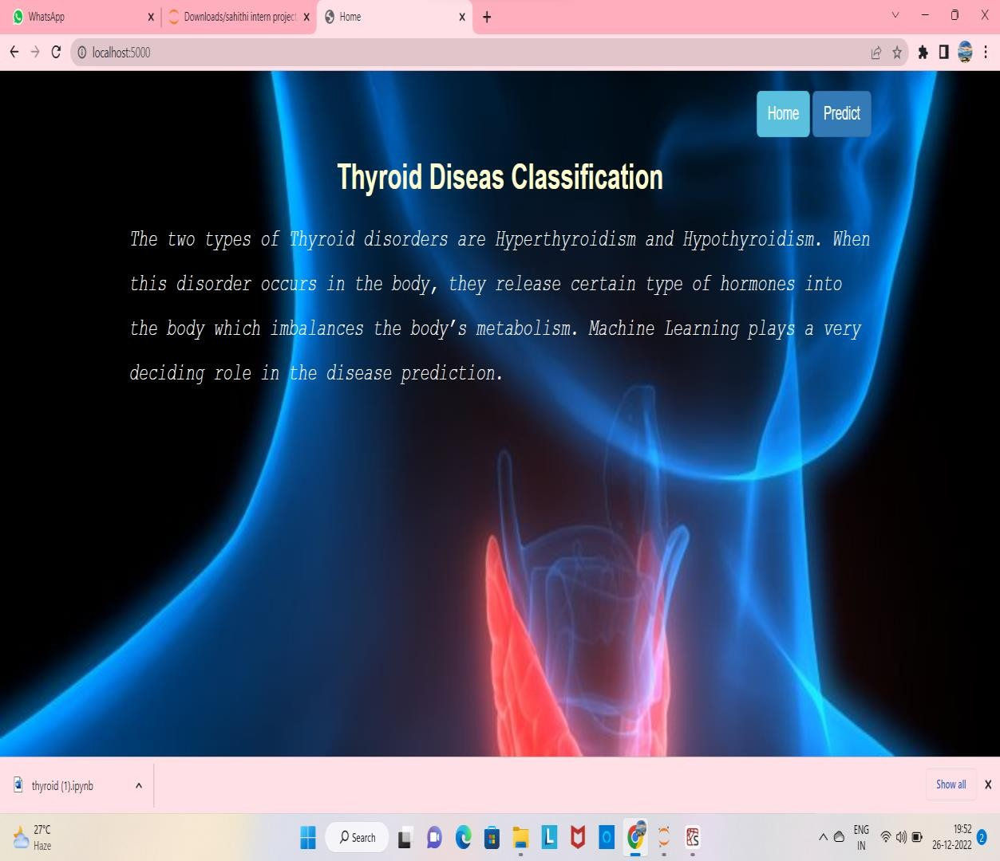 WhatsApp
Downloads/sahithi intern project
Home
localhost:5000
Home
Predict
Thyroid Diseas Classification
The two types of Thyroid disorders are Hyperthyroidism and Hypothyroidism. When
this disorder occurs in the body, they release certain type of hormones into
the body which imbalances the body's metabolism. Machine Learning plays a very
deciding role in the disease prediction.
thyroid (1).ipynb
Show all
27°C
Haze
Search
L
S
ENG
IN
19:52
26-12-2022
2